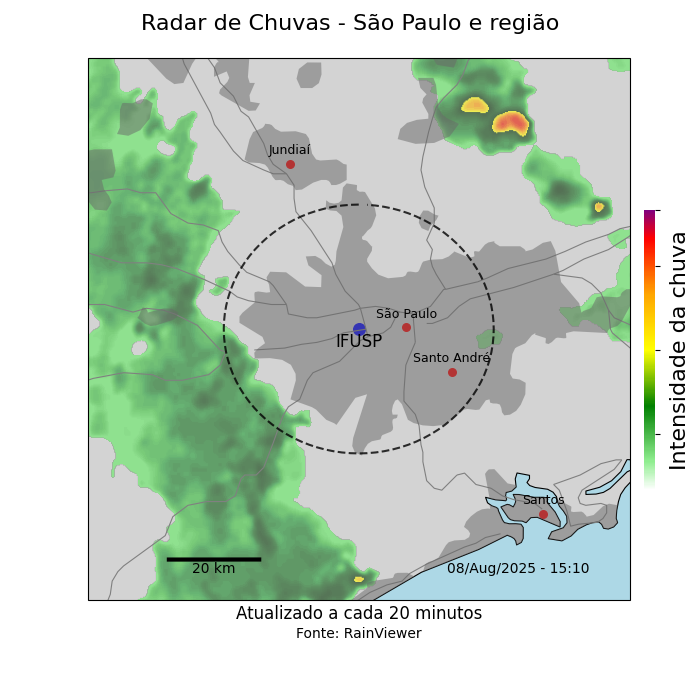 Radar de Chuvas - São Paulo e região
Jundiaí
São Paulo
IFUSP
Santo André
Santos
20 km
08/Aug/2025 - 15:10
Intensidade da chuva
Atualizado a cada 20 minutos
Fonte: RainViewer